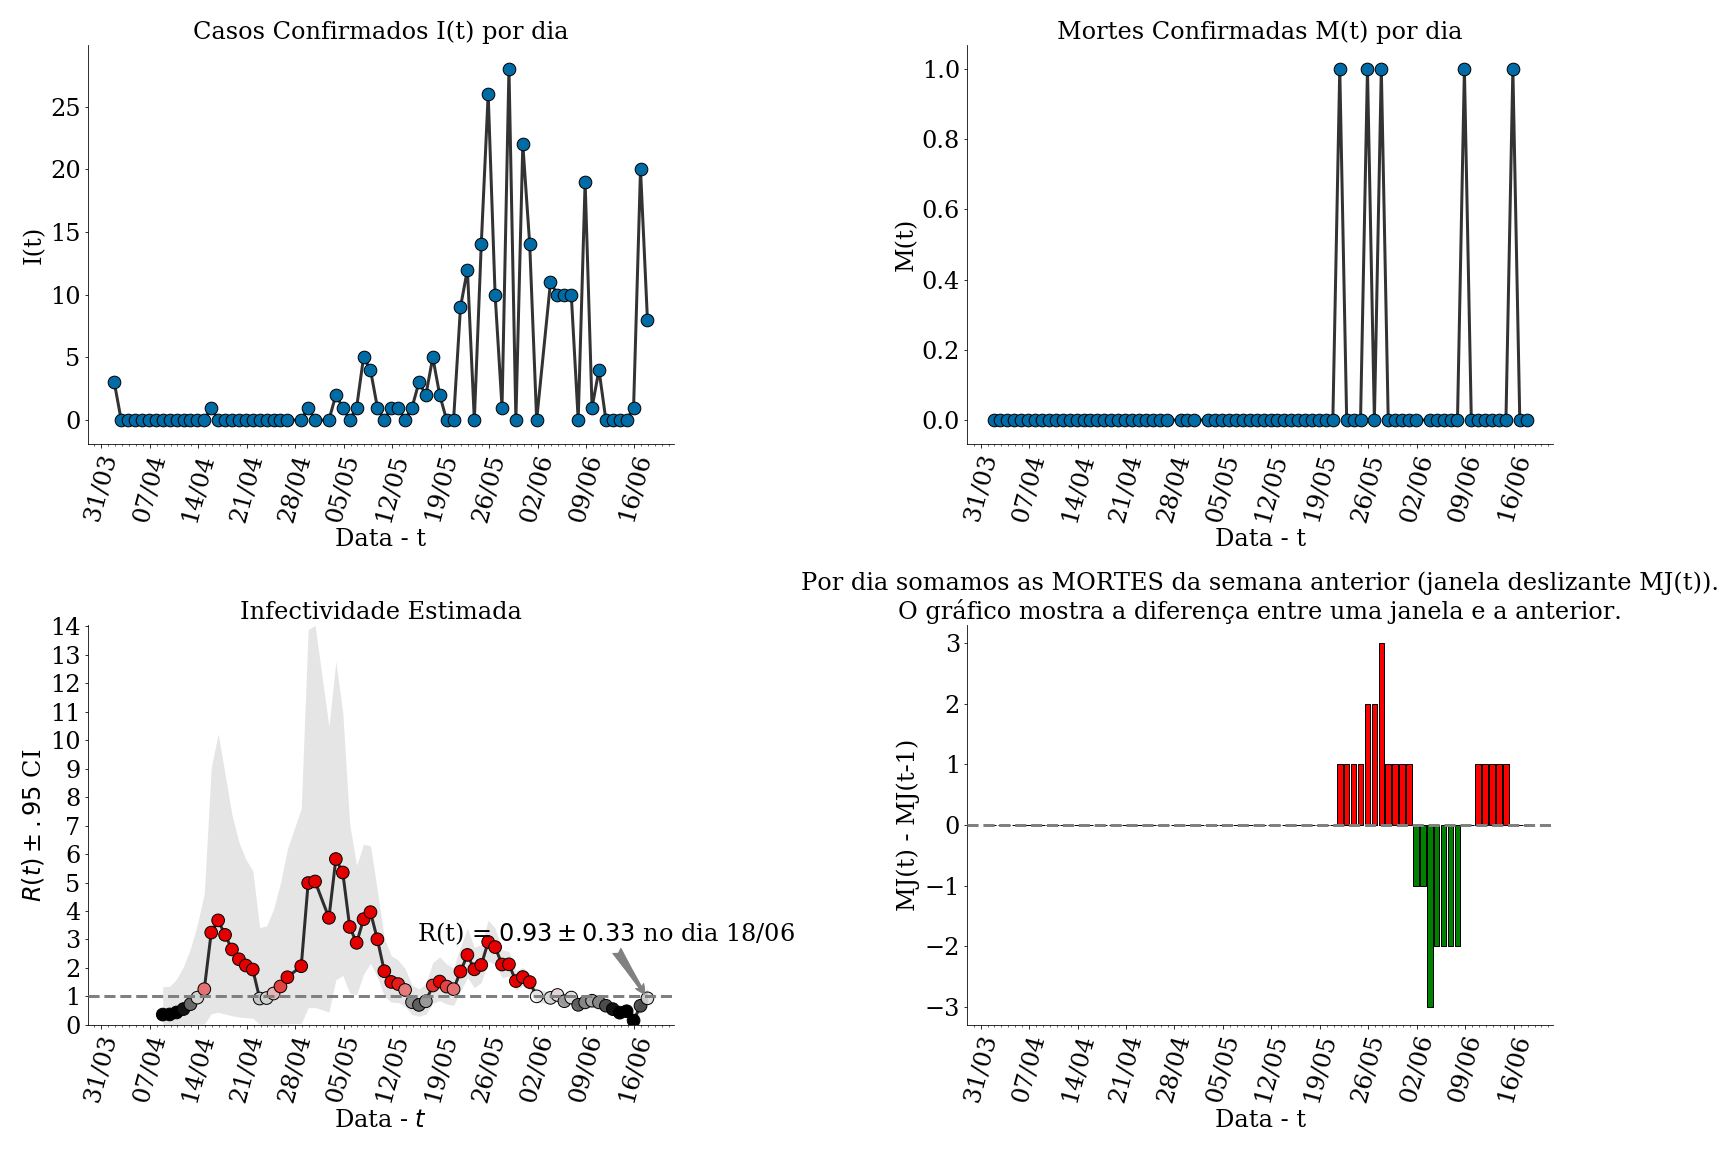 Casos Confirmados I(t) por dia
I(t)
25
20
15
10
5
0
31/03 07/04 14/04 21/04 28/04 05/05 12/05 19/05 26/05 02/06 09/06 16/06
Data - t
Mortes Confirmadas M(t) por dia
M(t)
1.0
0.8
0.6
0.4
0.2
0.0
31/03 07/04 14/04 21/04 28/04 05/05 12/05 19/05 26/05 02/06 09/06 16/06
Data - t
Infectividade Estimada
R(t) ± .95 CI
14
13
12
11
10
9
8
7
6
5
4
3
2
1
0
R(t) = 0.93 ± 0.33 no dia 18/06
31/03 07/04 14/04 21/04 28/04 05/05 12/05 19/05 26/05 02/06 09/06 16/06
Data - t
Por dia somamos as MORTES da semana anterior (janela deslizante MJ(t)).
O gráfico mostra a diferença entre uma janela e a anterior.
MJ(t) - MJ(t-1)
3
2
1
0
−1
−2
−3
31/03 07/04 14/04 21/04 28/04 05/05 12/05 19/05 26/05 02/06 09/06 16/06
Data - t